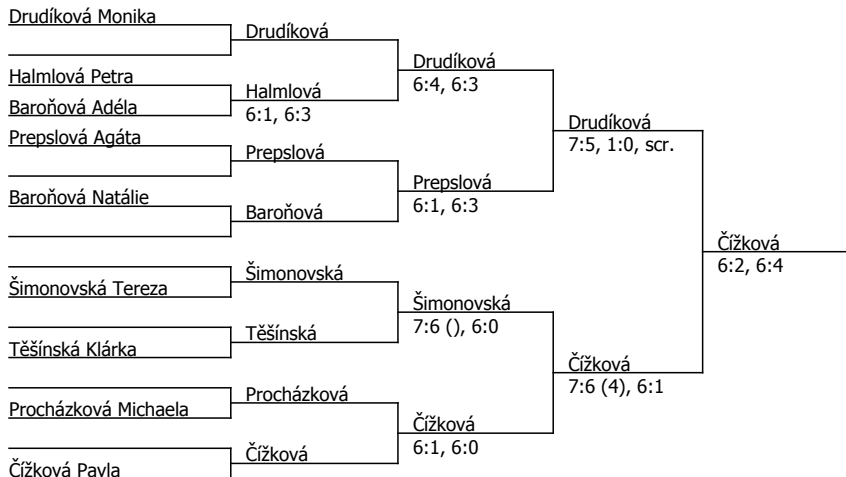 Drudíková Monika
Drudíková
Drudíková
6:4, 6:3
Halmlová Petra
Halmlová
6:1, 6:3
Baroňová Adéla
Drudíková
7:5, 1:0, scr.
Prepslová Agáta
Prepslová
Prepslová
6:1, 6:3
Baroňová Natálie
Baroňová
Čížková
6:2, 6:4
Šimonovská
Šimonovská Tereza
Šimonovská
7:6 (), 6:0
Těšínská
Těšínská Klárka
Čížková
7:6 (4), 6:1
Procházková
Procházková Michaela
Čížková
6:1, 6:0
Čížková
Čížková Pavla